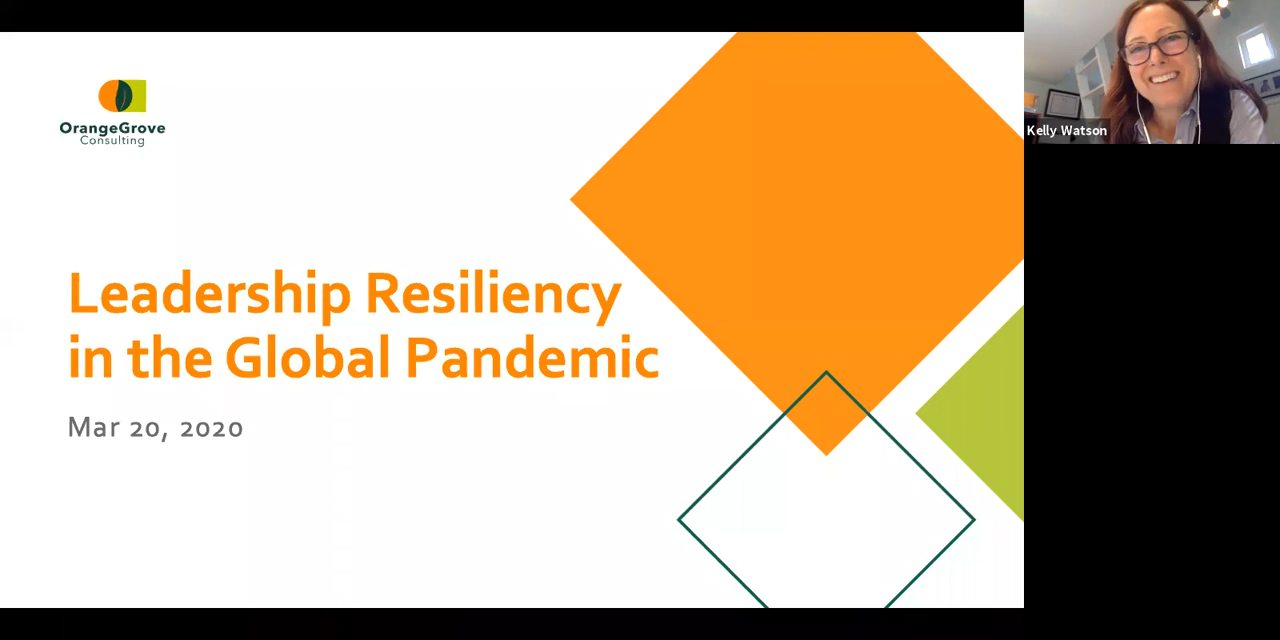 OrangeGrove
Consulting
Leadership Resiliency
in the Global Pandemic
Mar 20, 2020
Kelly Watson